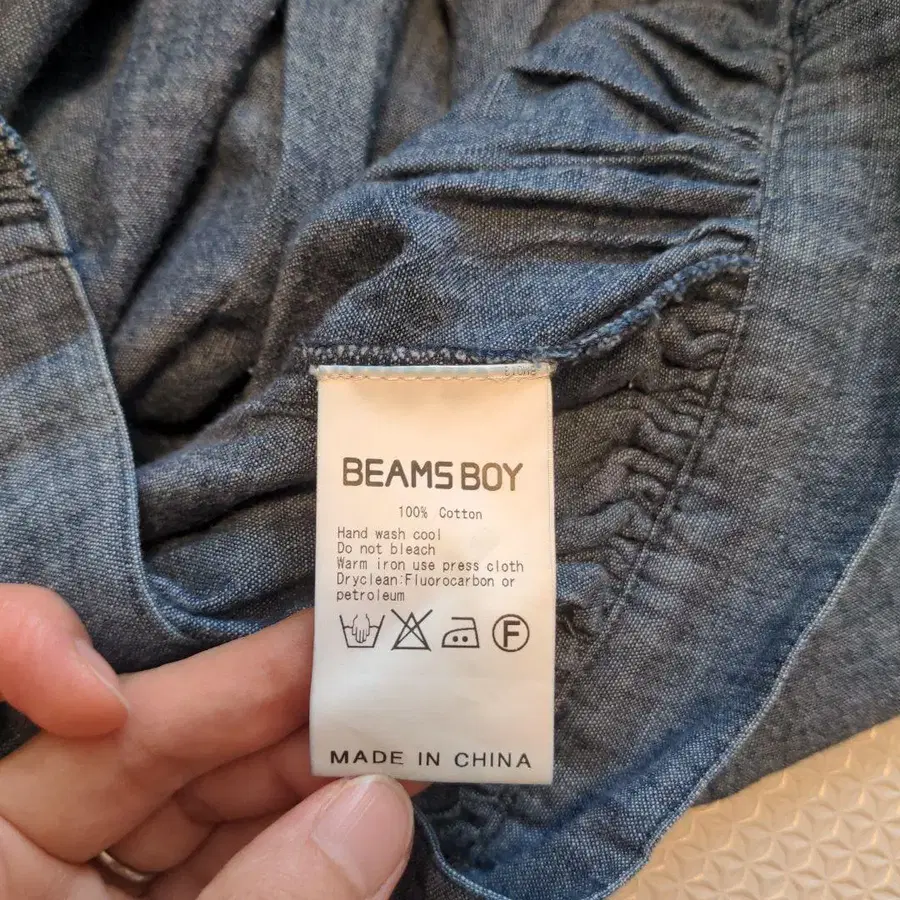 BEAMS BOY
100% Cotton
Hand wash cool
Do not bleach
Warm iron use press cloth
Dryclean:Fluorocarbon or
petroleum
F
MADE IN CHINA